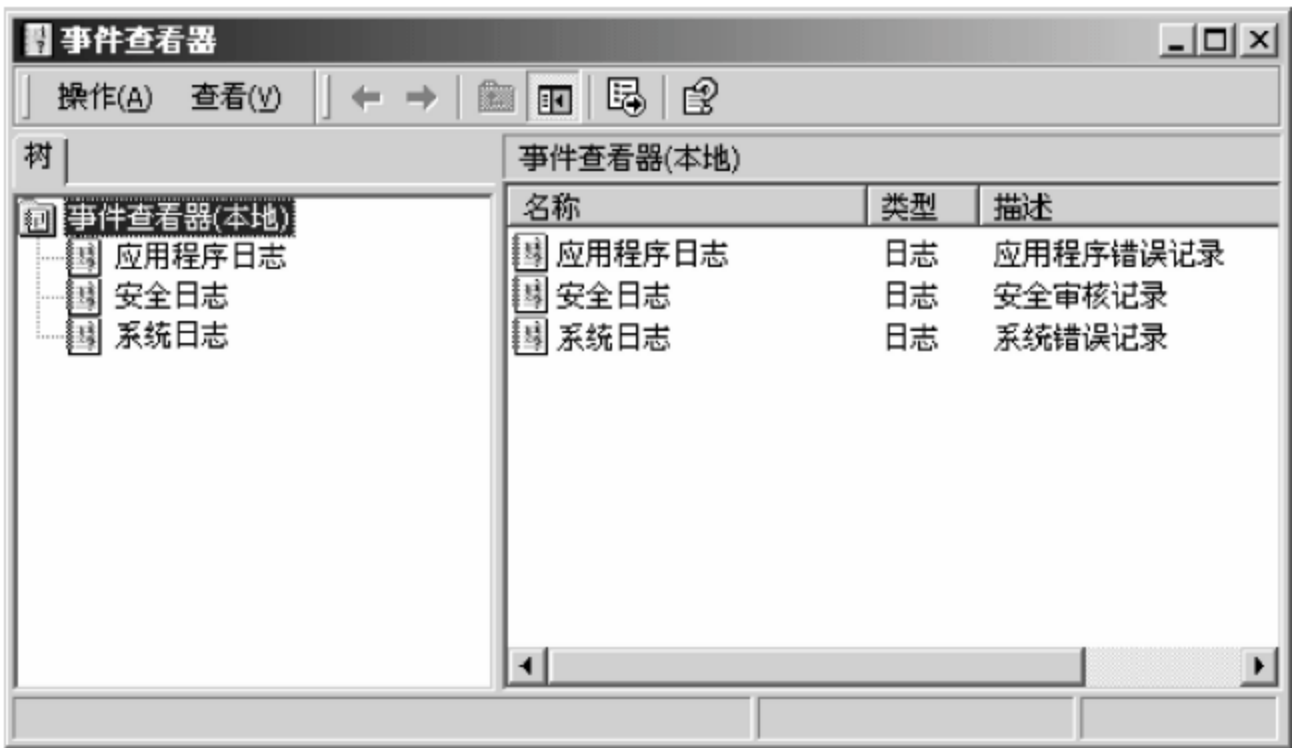 事件查看器
操作(A) 查看(V)
树
事件查看器(本地)
事件查看器(本地)
应用程序日志
安全日志
系统日志
名称 类型 描述
应用程序日志 日志 应用程序错误记录
安全日志 日志 安全审核记录
系统日志 日志 系统错误记录